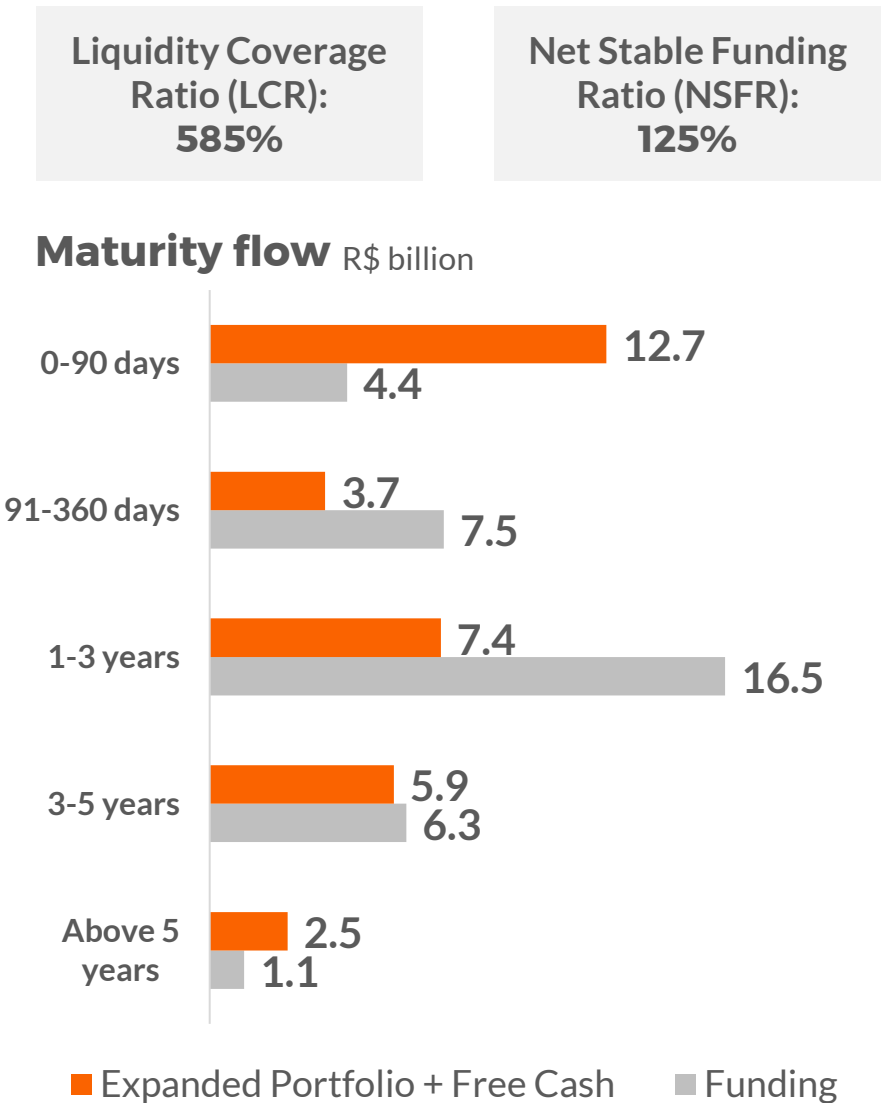 Liquidity Coverage
Ratio (LCR):
585%
Net Stable Funding
Ratio (NSFR):
125%
Maturity flow R$ billion
0-90 days
12.7
4.4
91-360 days
3.7
7.5
1-3 years
7.4
16.5
3-5 years
5.9
6.3
Above 5
years
2.5
1.1
Expanded Portfolio + Free Cash
Funding